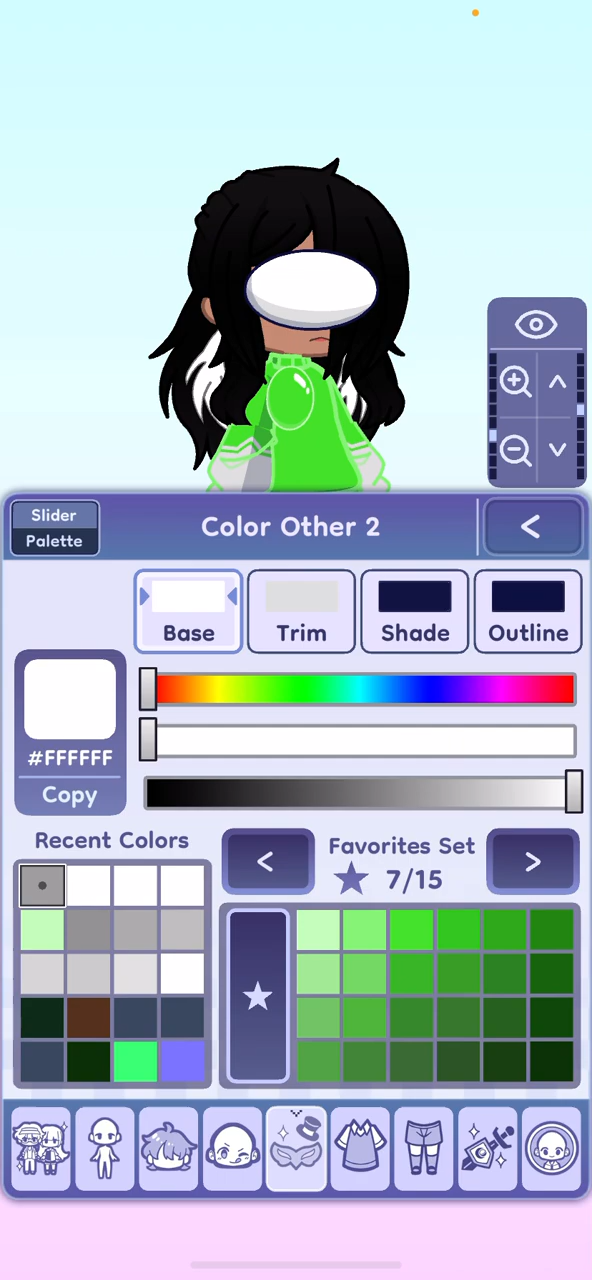 Slider
Palette
Color Other 2
<
Base
Trim
Shade
Outline
#FFFFFF
Copy
Recent Colors
<
Favorites Set
7/15
>